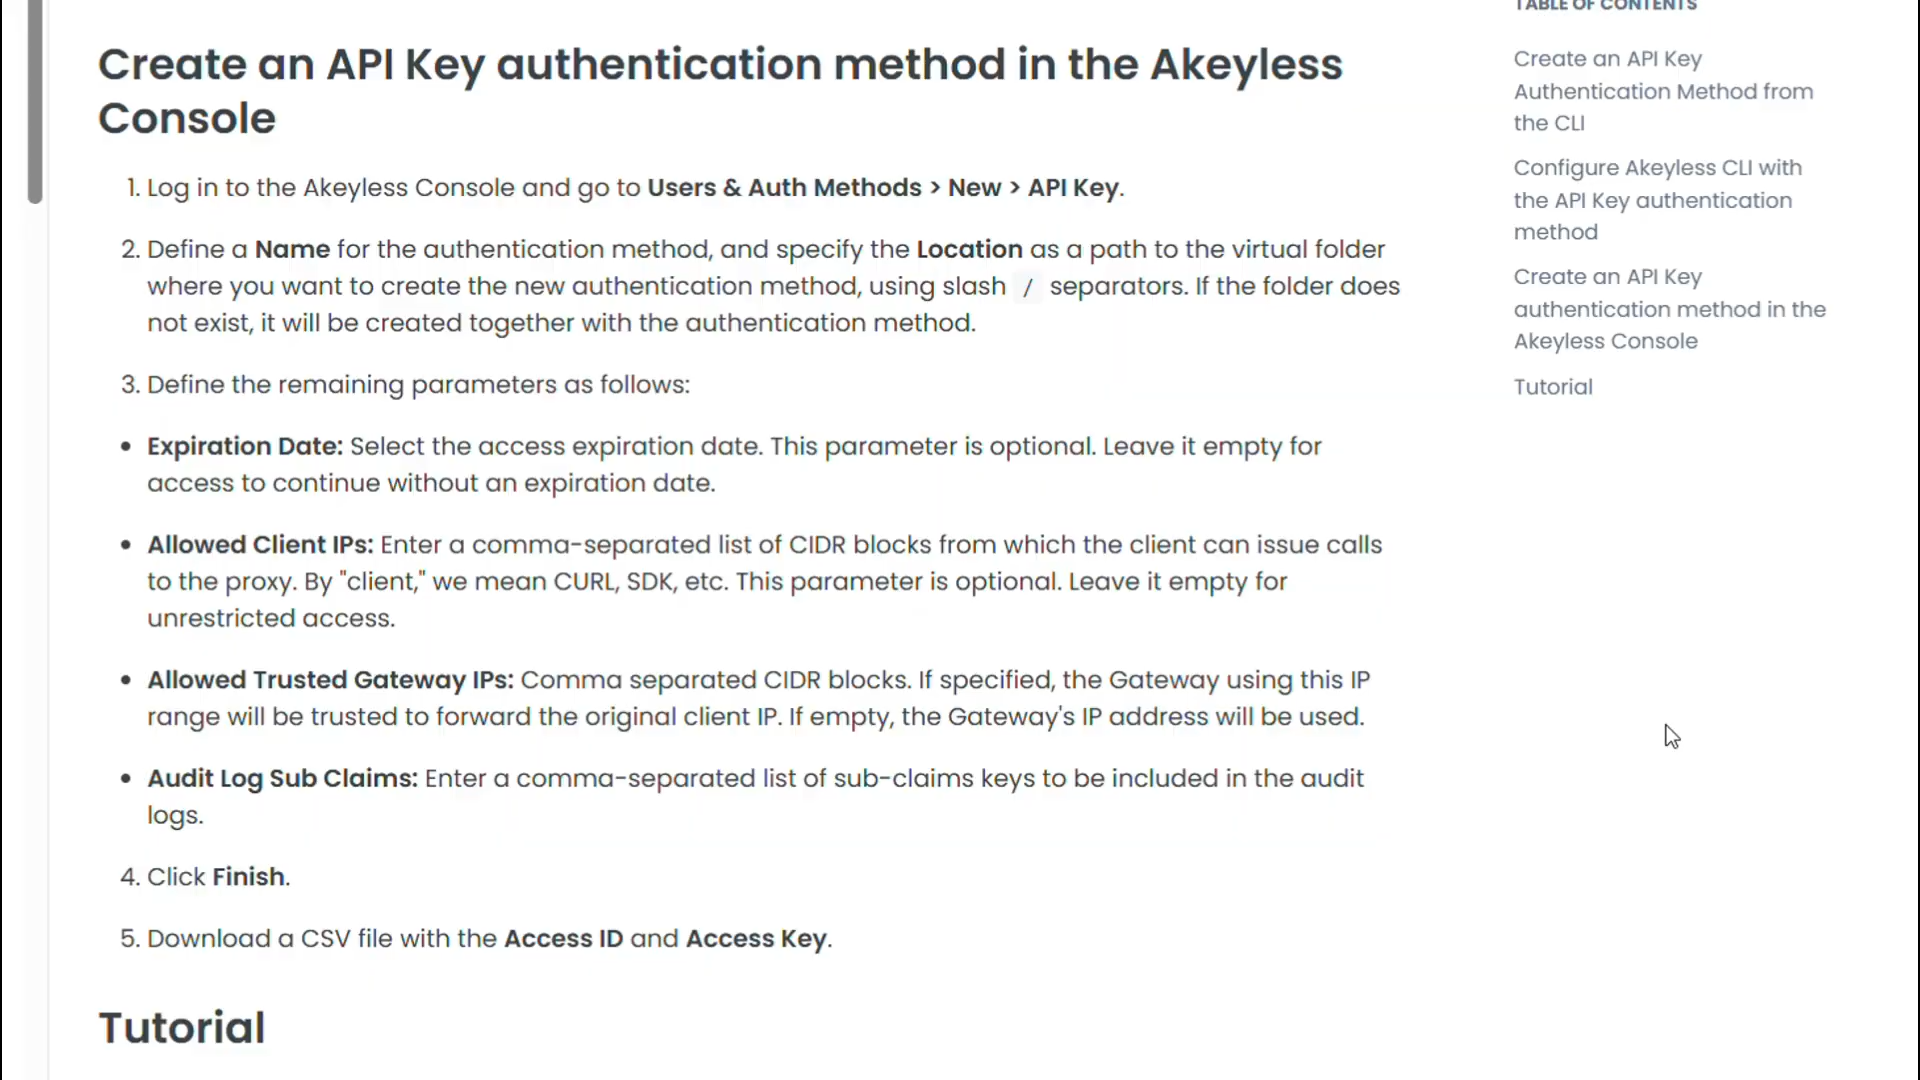 Create an API Key authentication method in the Akeyless
Console
1. Log in to the Akeyless Console and go to Users & Auth Methods > New > API Key.
2. Define a Name for the authentication method, and specify the Location as a path to the virtual folder
where you want to create the new authentication method, using slash / separators. If the folder does
not exist, it will be created together with the authentication method.
3. Define the remaining parameters as follows:
• Expiration Date: Select the access expiration date. This parameter is optional. Leave it empty for
access to continue without an expiration date.
• Allowed Client IPs: Enter a comma-separated list of CIDR blocks from which the client can issue calls
to the proxy. By "client," we mean CURL, SDK, etc. This parameter is optional. Leave it empty for
unrestricted access.
• Allowed Trusted Gateway IPs: Comma separated CIDR blocks. If specified, the Gateway using this IP
range will be trusted to forward the original client IP. If empty, the Gateway's IP address will be used.
• Audit Log Sub Claims: Enter a comma-separated list of sub-claims keys to be included in the audit
logs.
4. Click Finish.
5. Download a CSV file with the Access ID and Access Key.
Tutorial
TABLE OF CONTENTS
Create an API Key
Authentication Method from
the CLI
Configure Akeyless CLI with
the API Key authentication
method
Create an API Key
authentication method in the
Akeyless Console
Tutorial